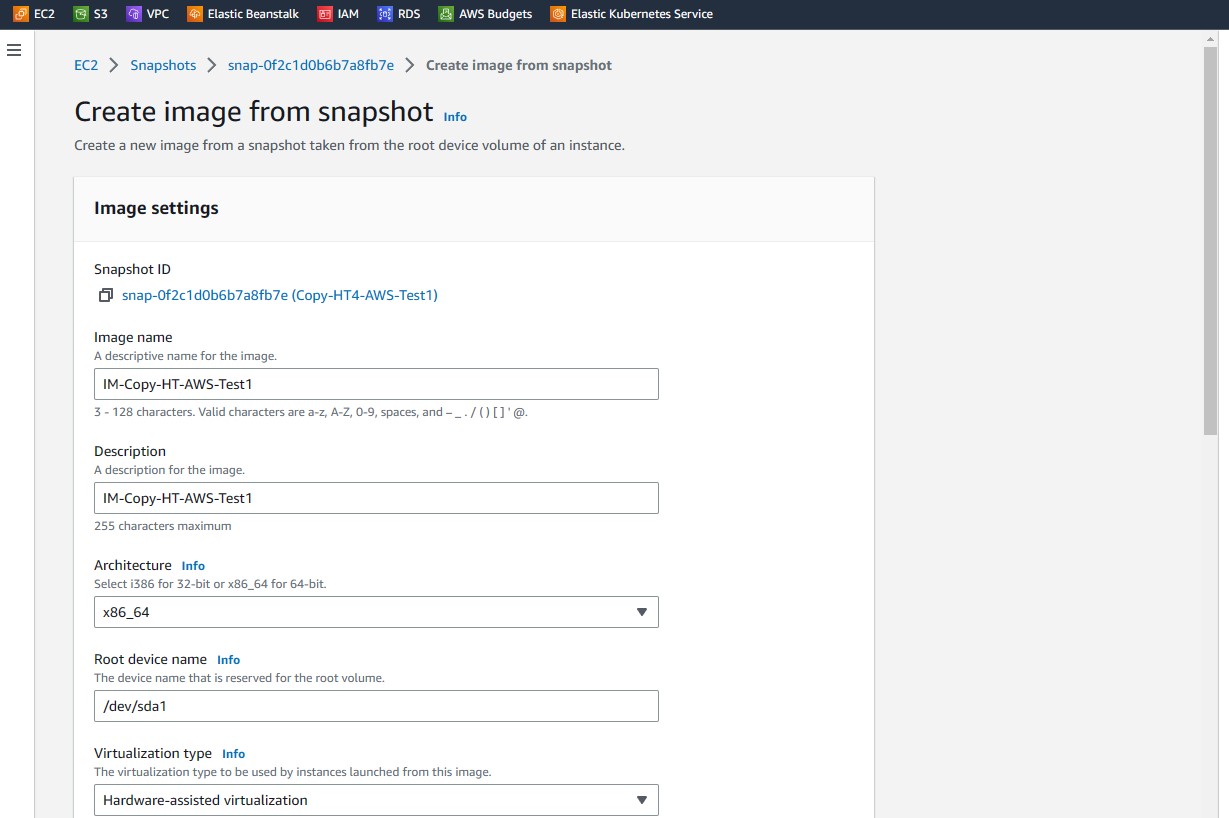 EC2 S3 VPC Elastic Beanstalk IAM RDS AWS Budgets Elastic Kubernetes Service
EC2 > Snapshots > snap-0f2c1d0b6b7a8fb7e > Create image from snapshot
Create image from snapshot Info
Create a new image from a snapshot taken from the root device volume of an instance.
Image settings
Snapshot ID
snap-0f2c1d0b6b7a8fb7e (Copy-HT4-AWS-Test1)
Image name
A descriptive name for the image.
IM-Copy-HT-AWS-Test1
3 - 128 characters. Valid characters are a-z, A-Z, 0-9, spaces, and – _ . / ( ) [ ] ' @.
Description
A description for the image.
IM-Copy-HT-AWS-Test1
255 characters maximum
Architecture Info
Select i386 for 32-bit or x86_64 for 64-bit.
x86_64
Root device name Info
The device name that is reserved for the root volume.
/dev/sda1
Virtualization type Info
The virtualization type to be used by instances launched from this image.
Hardware-assisted virtualization